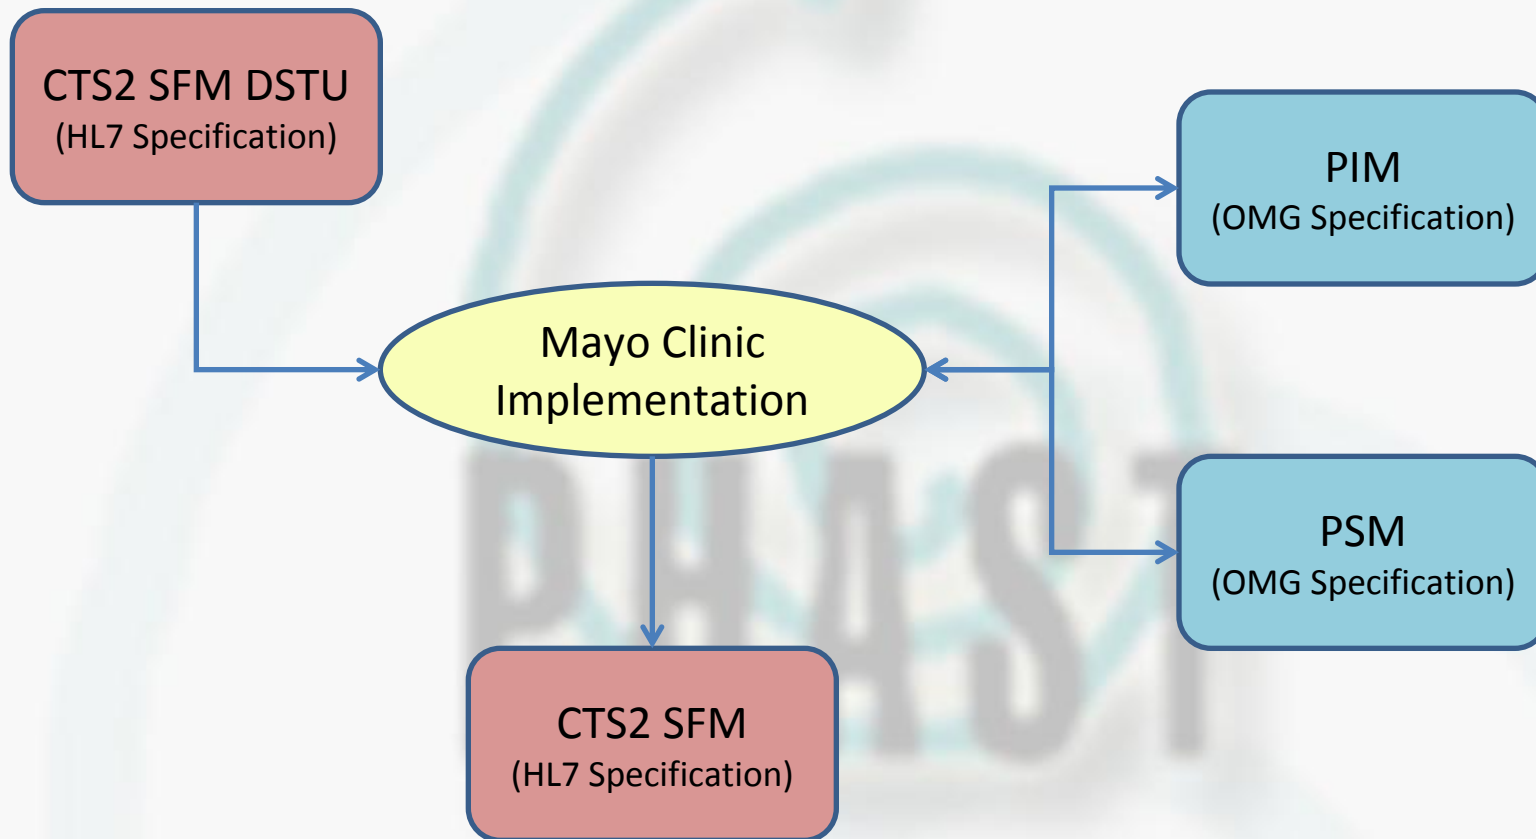 CTS2 SFM DSTU
(HL7 Specification)
PIM
(OMG Specification)
Mayo Clinic
Implementation
PSM
(OMG Specification)
CTS2 SFM
(HL7 Specification)
PHAST